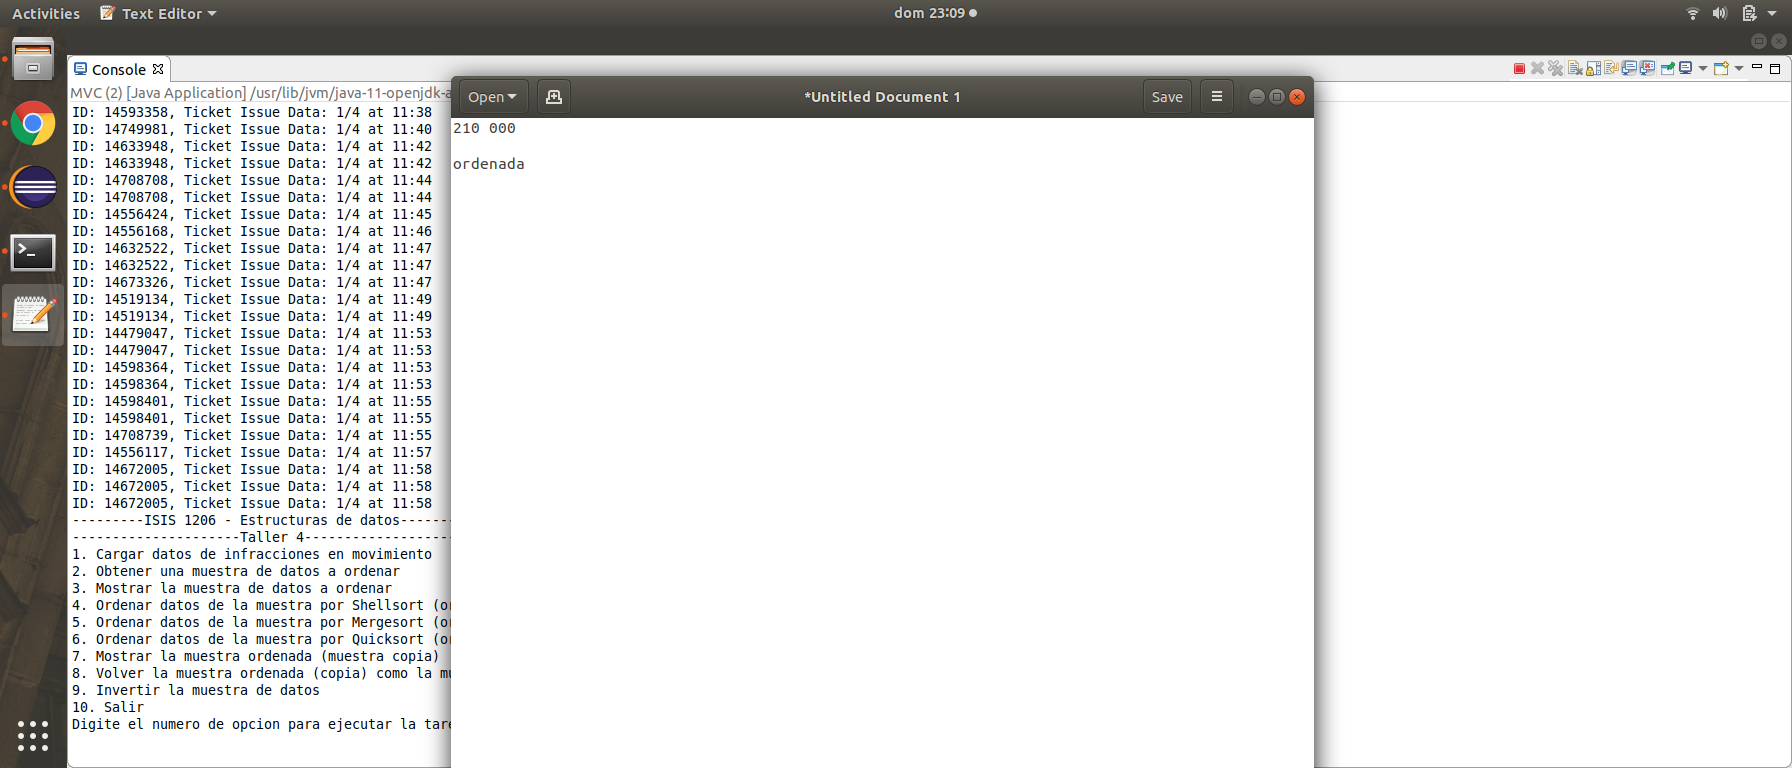 Activities Text Editor dom 23:09
Console
MVC (2) [Java Application] /usr/lib/jvm/java-11-openjdk-a
ID: 14593358, Ticket Issue Data: 1/4 at 11:38
ID: 14749981, Ticket Issue Data: 1/4 at 11:40
ID: 14633948, Ticket Issue Data: 1/4 at 11:42
ID: 14633948, Ticket Issue Data: 1/4 at 11:42
ID: 14708708, Ticket Issue Data: 1/4 at 11:44
ID: 14708708, Ticket Issue Data: 1/4 at 11:44
ID: 14556424, Ticket Issue Data: 1/4 at 11:45
ID: 14556168, Ticket Issue Data: 1/4 at 11:46
ID: 14632522, Ticket Issue Data: 1/4 at 11:47
ID: 14632522, Ticket Issue Data: 1/4 at 11:47
ID: 14673326, Ticket Issue Data: 1/4 at 11:47
ID: 14519134, Ticket Issue Data: 1/4 at 11:49
ID: 14519134, Ticket Issue Data: 1/4 at 11:49
ID: 14479047, Ticket Issue Data: 1/4 at 11:53
ID: 14479047, Ticket Issue Data: 1/4 at 11:53
ID: 14598364, Ticket Issue Data: 1/4 at 11:53
ID: 14598364, Ticket Issue Data: 1/4 at 11:53
ID: 14598401, Ticket Issue Data: 1/4 at 11:55
ID: 14598401, Ticket Issue Data: 1/4 at 11:55
ID: 14708739, Ticket Issue Data: 1/4 at 11:55
ID: 14556117, Ticket Issue Data: 1/4 at 11:57
ID: 14672005, Ticket Issue Data: 1/4 at 11:58
ID: 14672005, Ticket Issue Data: 1/4 at 11:58
ID: 14672005, Ticket Issue Data: 1/4 at 11:58
---------ISIS 1206 - Estructuras de datos-------
---------------------Taller 4-------------------
1. Cargar datos de infracciones en movimiento
2. Obtener una muestra de datos a ordenar
3. Mostrar la muestra de datos a ordenar
4. Ordenar datos de la muestra por Shellsort (or
5. Ordenar datos de la muestra por Mergesort (or
6. Ordenar datos de la muestra por Quicksort (or
7. Mostrar la muestra ordenada (muestra copia)
8. Volver la muestra ordenada (copia) como la mu
9. Invertir la muestra de datos
10. Salir
Digite el numero de opcion para ejecutar la tare
Open *Untitled Document 1 Save
210 000
ordenada